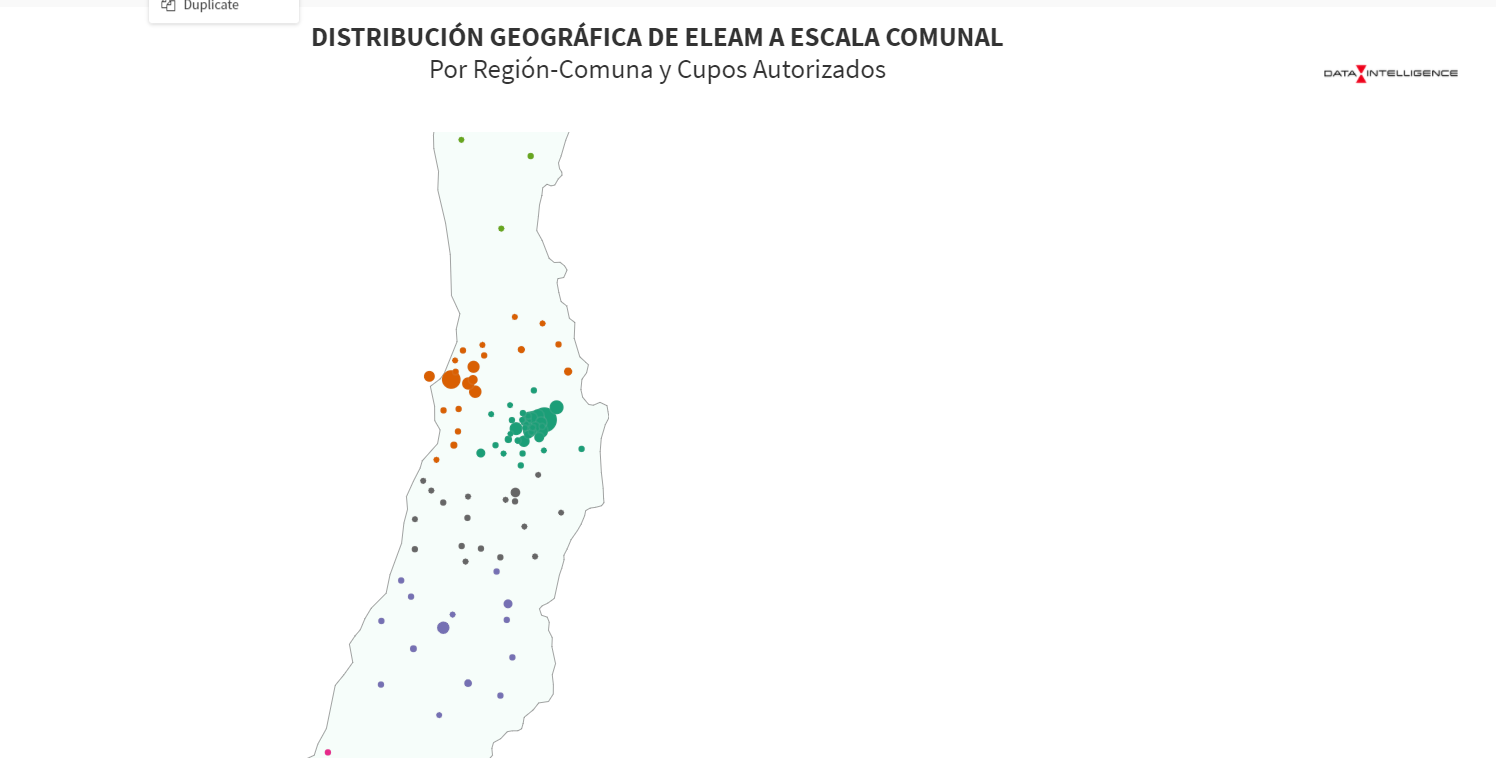 Duplicate
DISTRIBUCIÓN GEOGRÁFICA DE ELEAM A ESCALA COMUNAL
Por Región-Comuna y Cupos Autorizados
DATA INTELLIGENCE